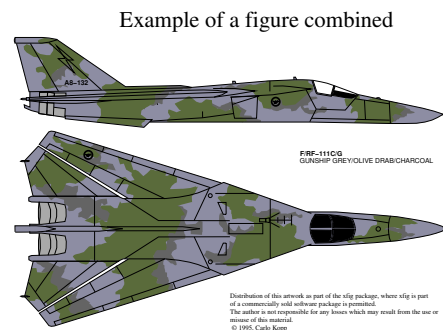 Example of a figure combined
A8-132
F/RF-111C/G
GUNSHIP GREY/OLIVE DRAB/CHARCOAL
Distribution of this artwork as part of the xfig package, where xfig is part
of a commercially sold software package is permitted.
The author is not responsible for any losses which may result from the use or
misuse of this material.
© 1995, Carlo Kopp